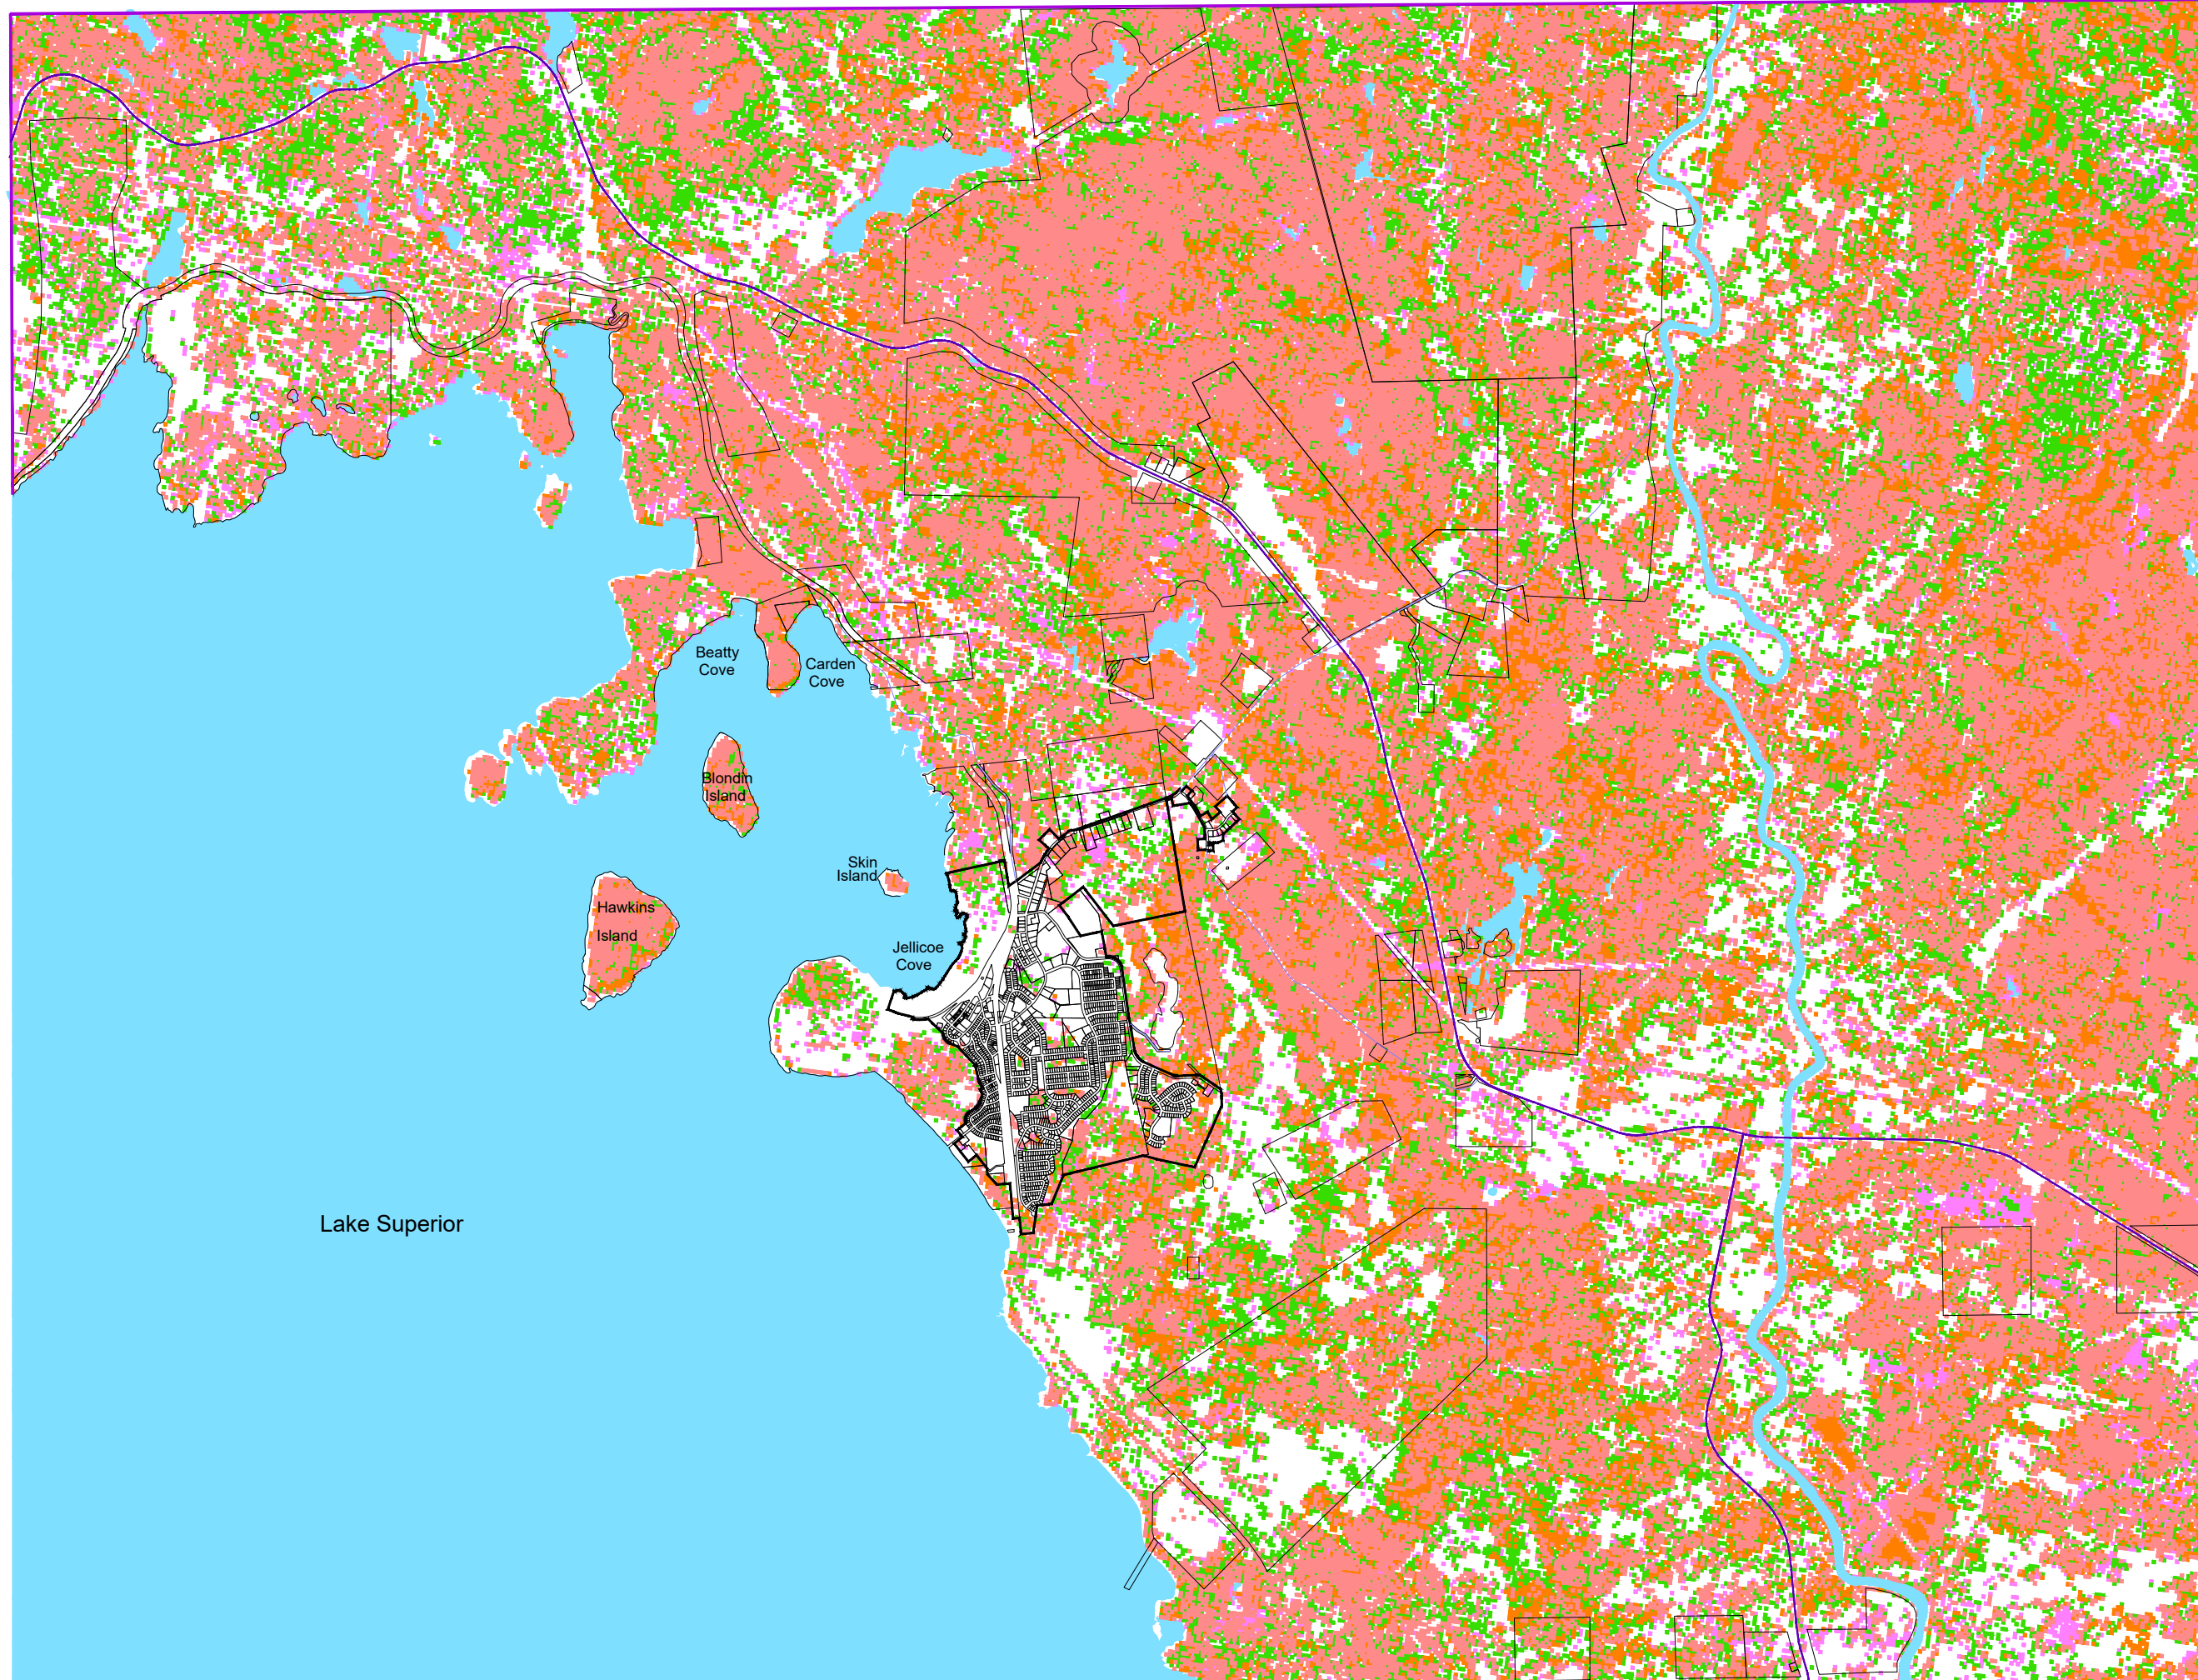 Beatty
Cove
Carden
Cove
Blondin
Island
Skin
Island
Hawkins
Island
Jellicoe
Cove
Lake Superior